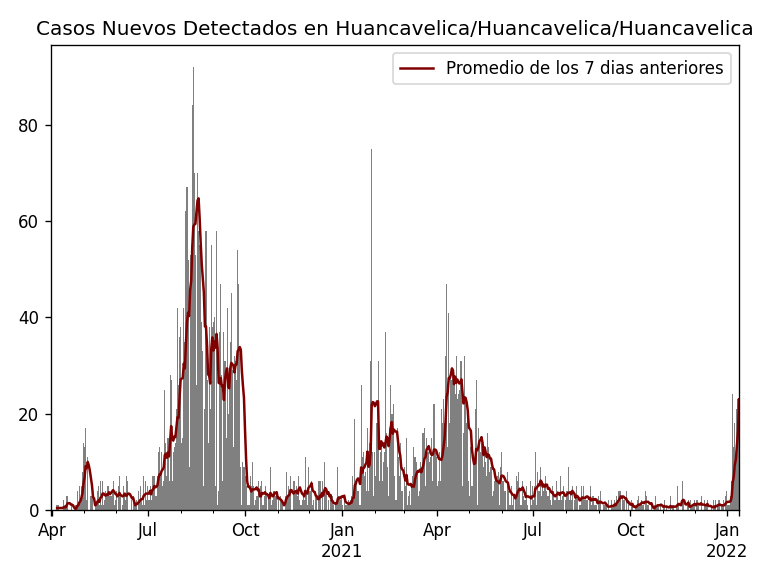 Casos Nuevos Detectados en Huancavelica/Huancavelica/Huancavelica
Promedio de los 7 dias anteriores
80
60
40
20
0
Apr Jul Oct Jan Apr Jul Oct Jan
2021 2022